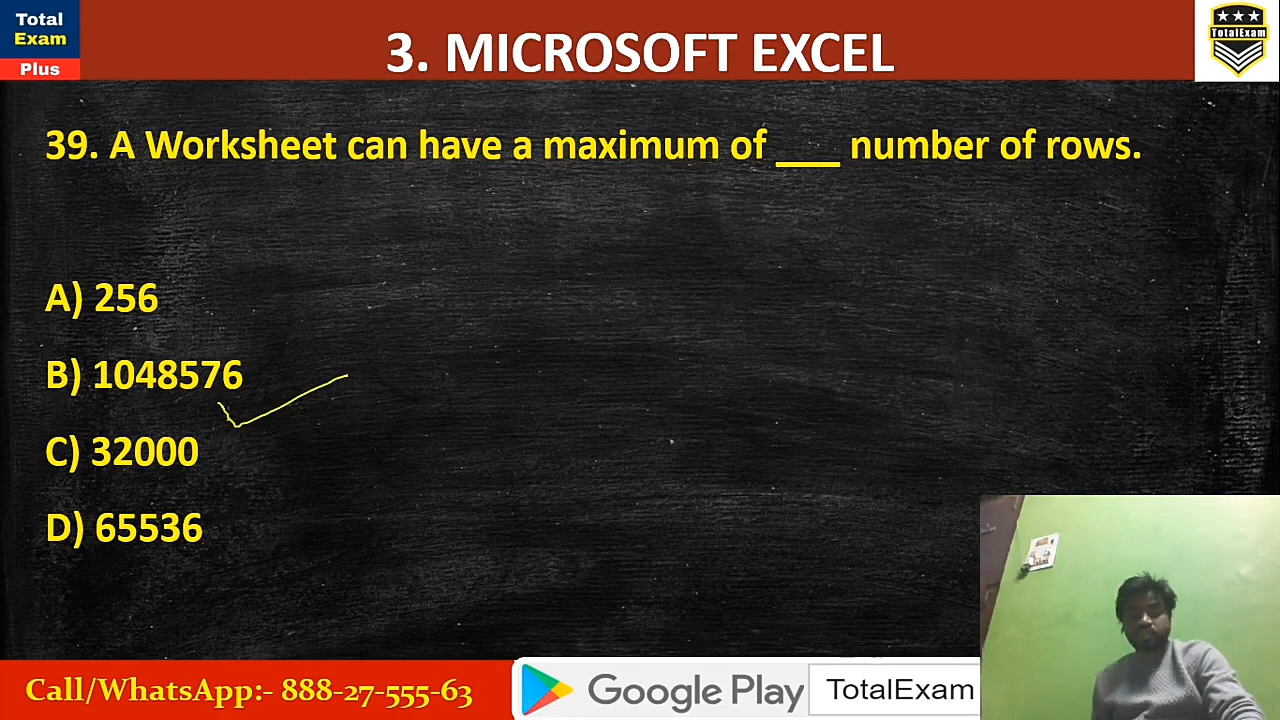 Total
Exam
Plus
3. MICROSOFT EXCEL
TotalExam
39. A Worksheet can have a maximum of ___ number of rows.
A) 256
B) 1048576
C) 32000
D) 65536
Call/WhatsApp:- 888-27-555-63
Google Play
TotalExam